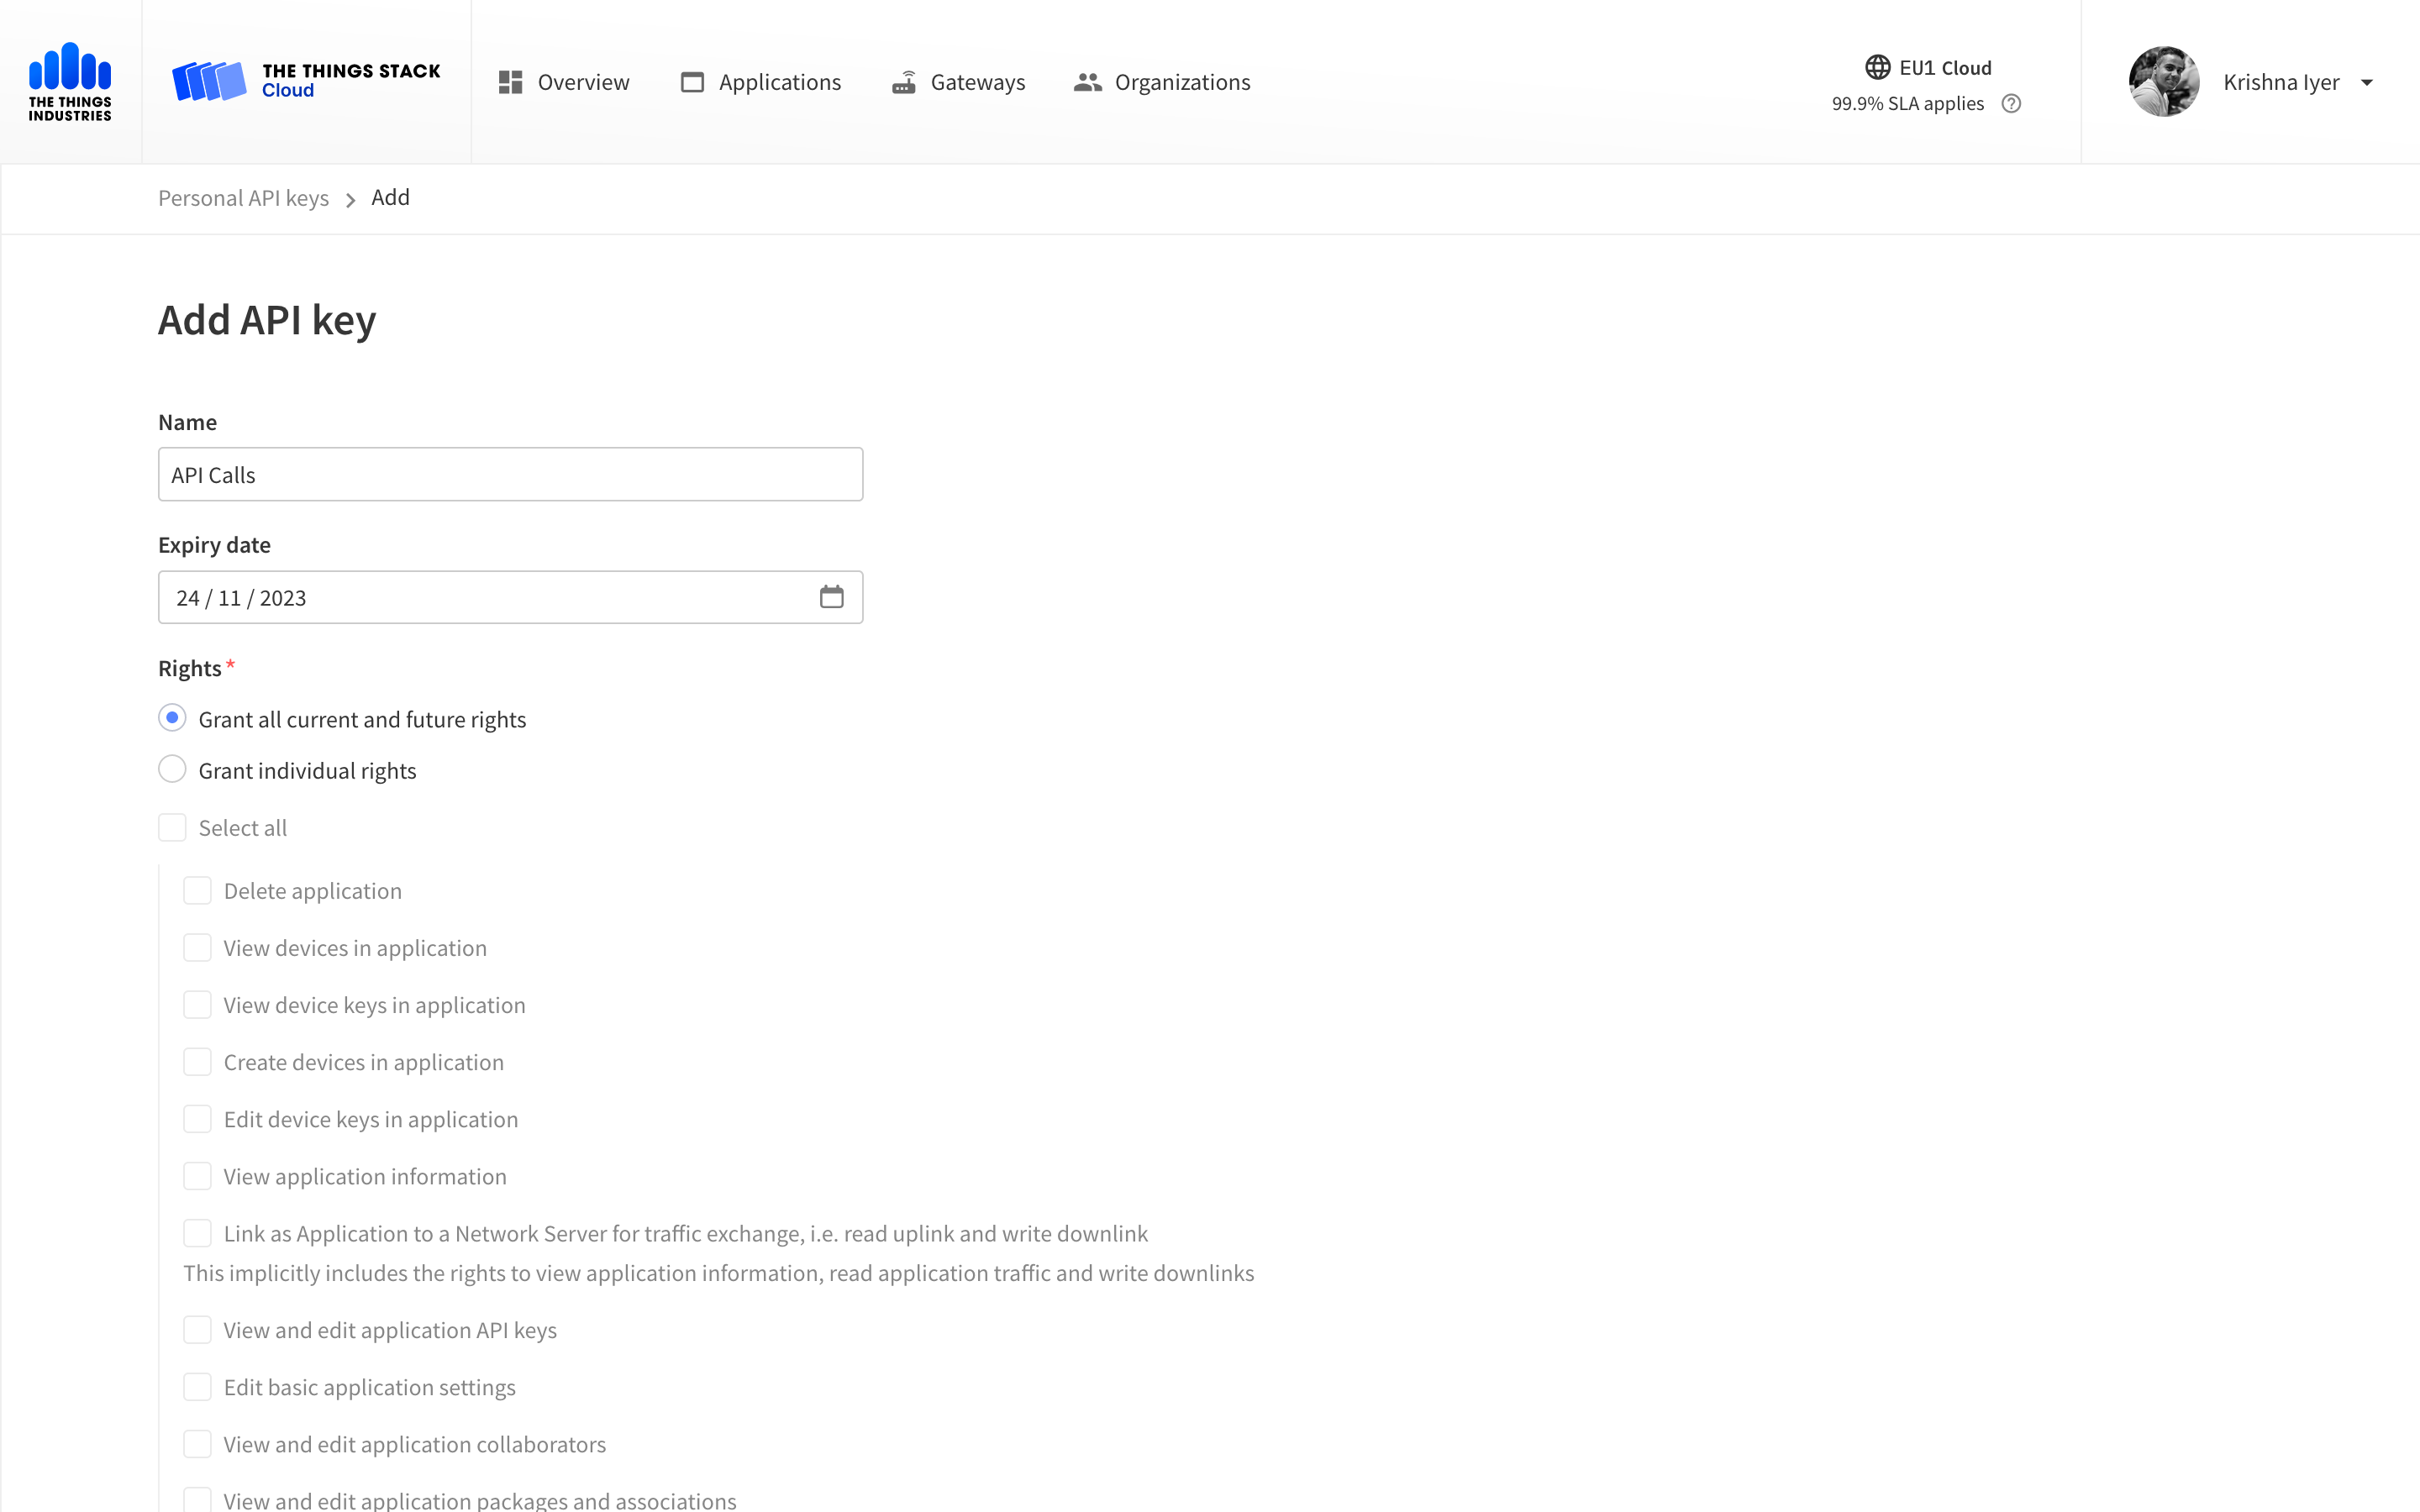 THE THINGS
INDUSTRIES
THE THINGS STACK
Cloud
Overview
Applications
Gateways
Organizations
EU1 Cloud
99.9% SLA applies
Krishna Iyer
Personal API keys
Add
Add API key
Name
API Calls
Expiry date
24 / 11 / 2023
Rights *
Grant all current and future rights
Grant individual rights
Select all
Delete application
View devices in application
View device keys in application
Create devices in application
Edit device keys in application
View application information
Link as Application to a Network Server for traffic exchange, i.e. read uplink and write downlink
This implicitly includes the rights to view application information, read application traffic and write downlinks
View and edit application API keys
Edit basic application settings
View and edit application collaborators
View and edit application packages and associations